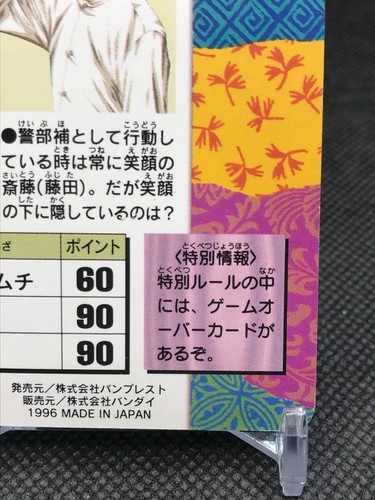 ●警部補として行動し
ている時は常に笑顔の
斎藤(藤田)。だが笑顔
の下に隠しているのは？
ざ ポイント
ムチ 60
90
90
〈特別情報〉
特別ルールの中
には、ゲームオ
ーバーカードが
あるぞ。
発売元／株式会社バンプレスト
販売元／株式会社バンダイ
1996 MADE IN JAPAN